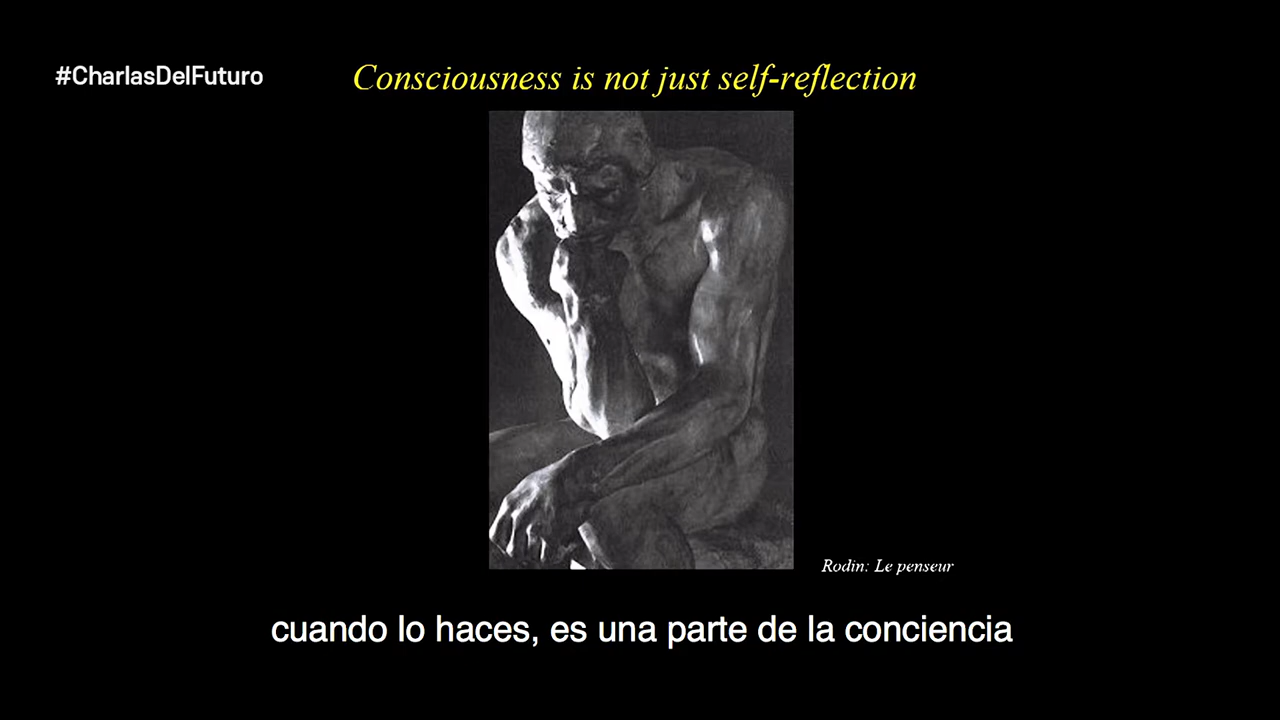 #CharlasDelFuturo
Consciousness is not just self-reflection
Rodin: Le penseur
cuando lo haces, es una parte de la conciencia